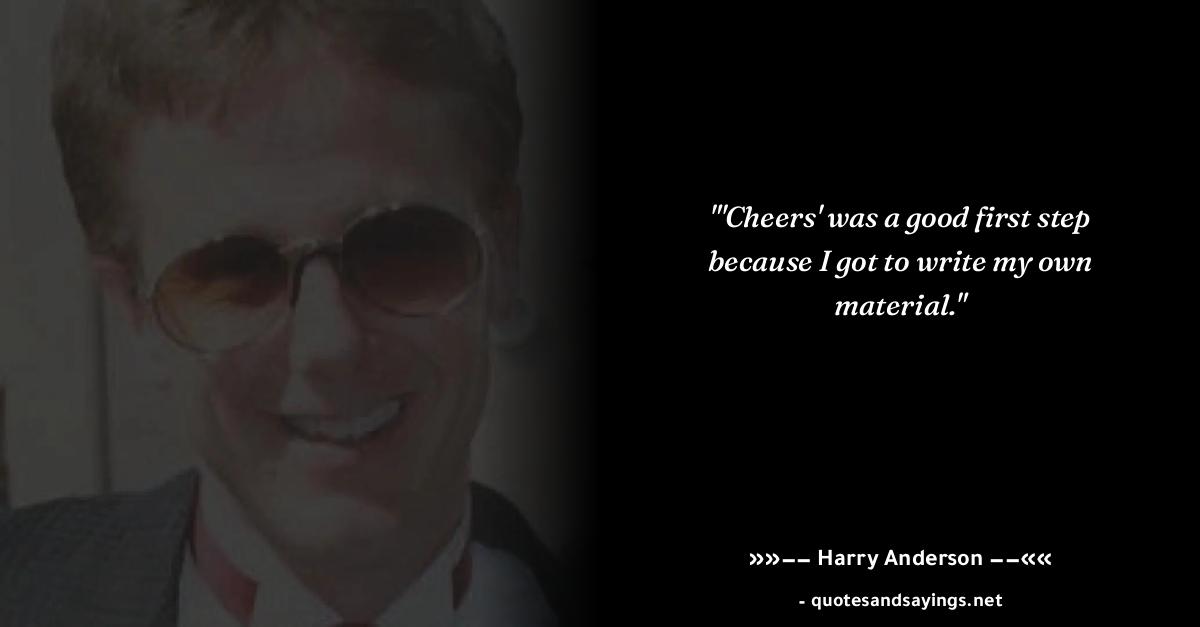 "'Cheers' was a good first step
because I got to write my own
material."
»»−− Harry Anderson −−««
- quotesandsayings.net